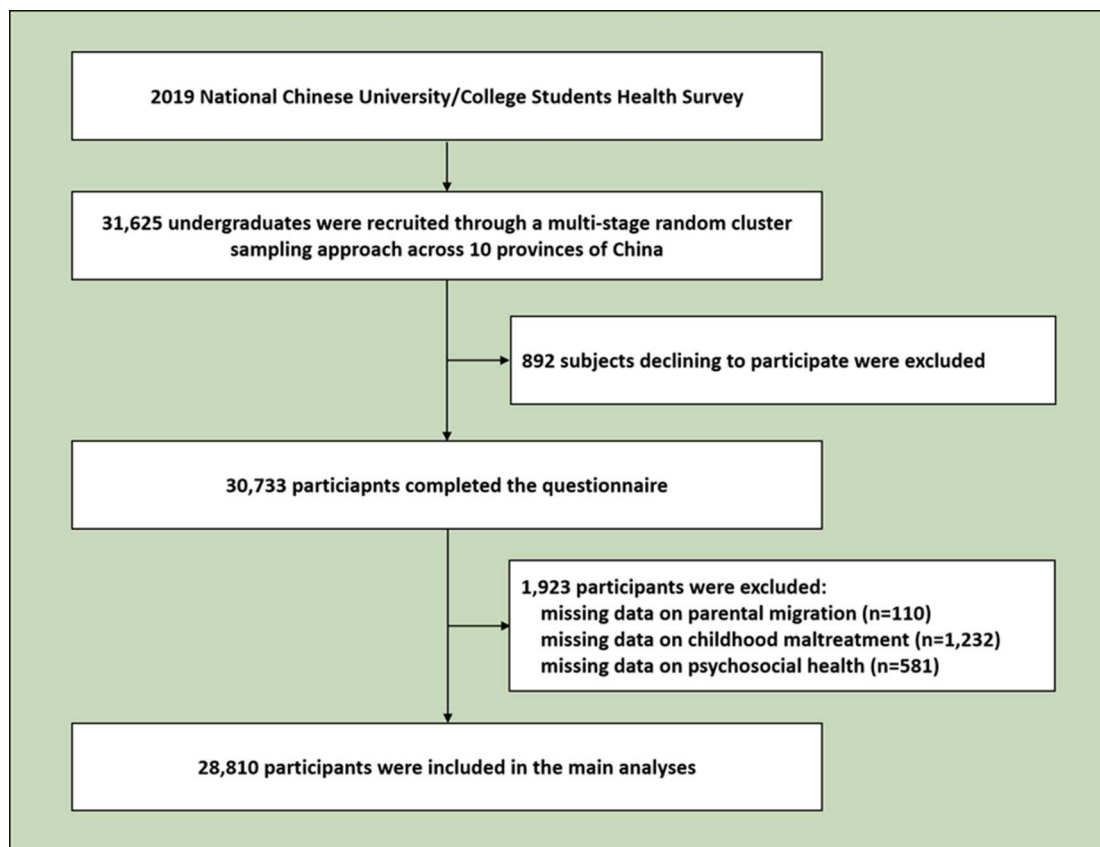 2019 National Chinese University/College Students Health Survey
31,625 undergraduates were recruited through a multi-stage random cluster
sampling approach across 10 provinces of China
892 subjects declining to participate were excluded
30,733 particiapnts completed the questionnaire
1,923 participants were excluded:
missing data on parental migration (n=110)
missing data on childhood maltreatment (n=1,232)
missing data on psychosocial health (n=581)
28,810 participants were included in the main analyses